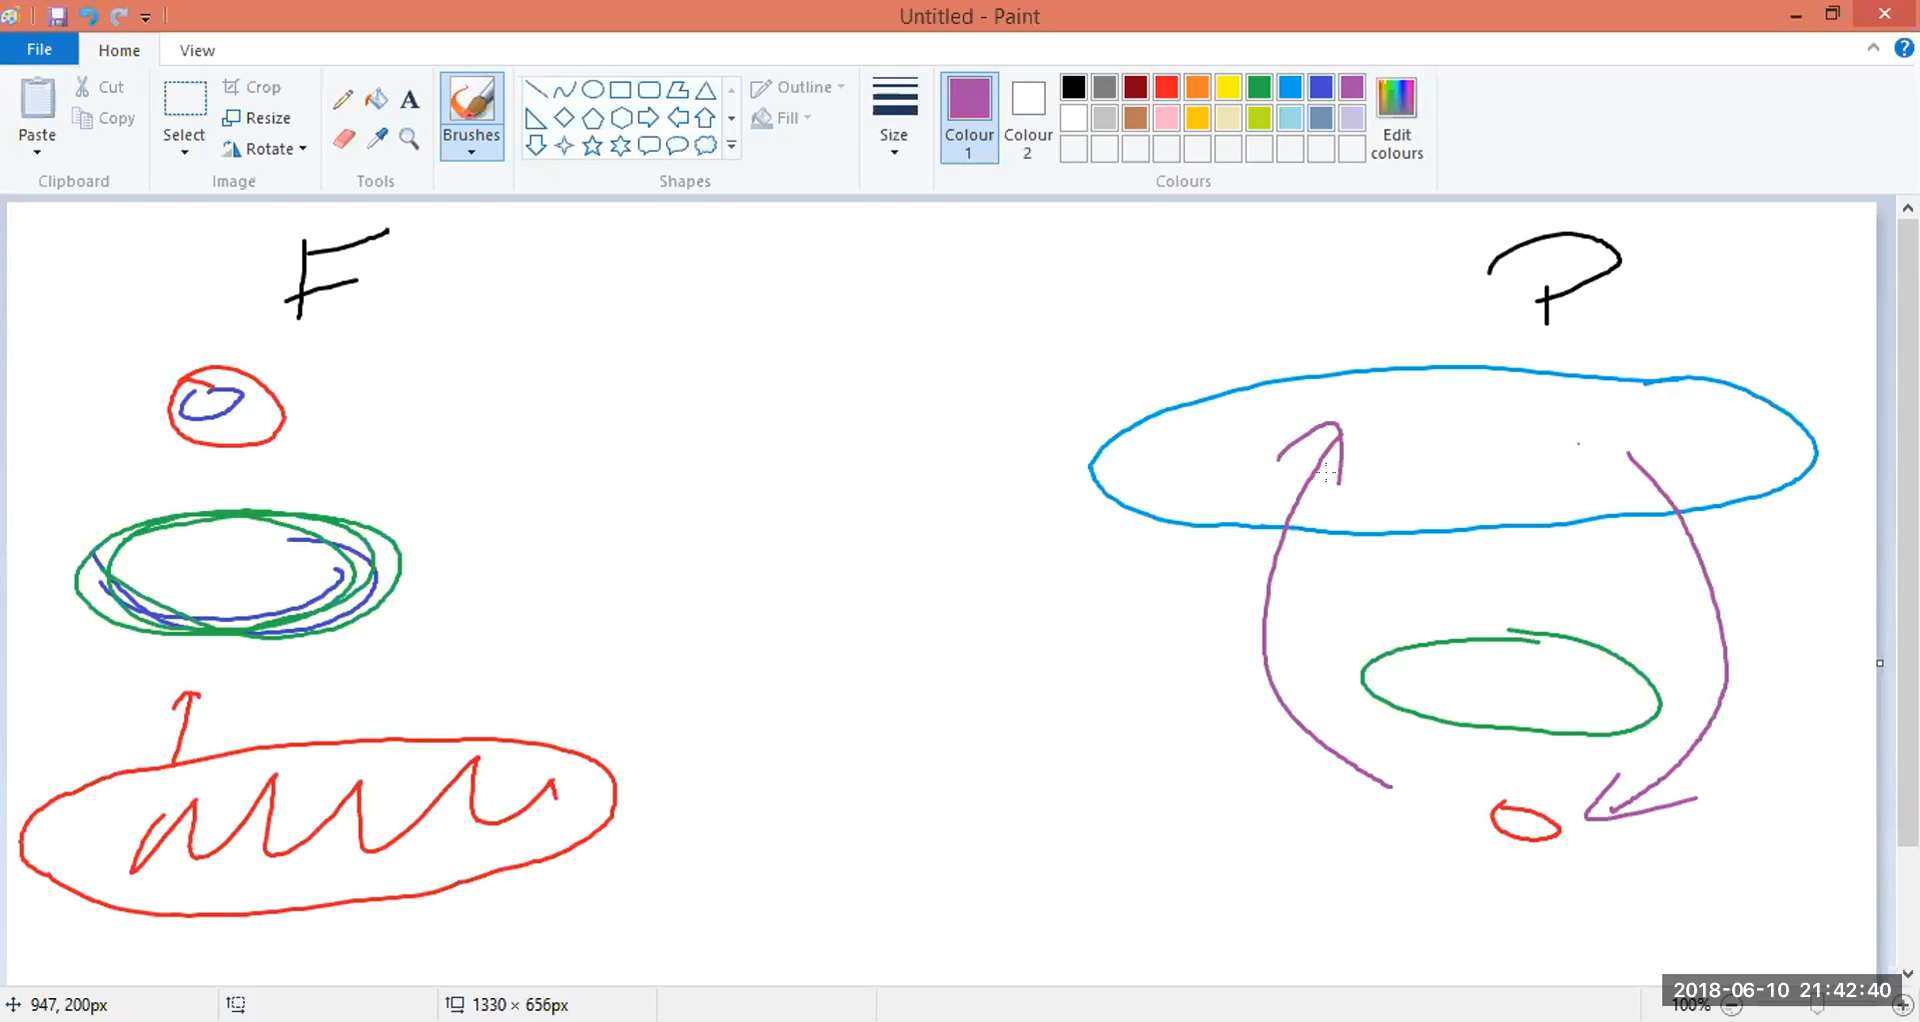 Untitled - Paint
File Home View
Paste
Cut
Copy
Clipboard
Select
Crop
Resize
Rotate
Image
A
Tools
Brushes
Shapes
Outline
Fill
Size
Colour 1
Colour 2
Edit colours
Colours
F
P
947, 200px
1330 × 656px
100%
2018-06-10 21:42:40